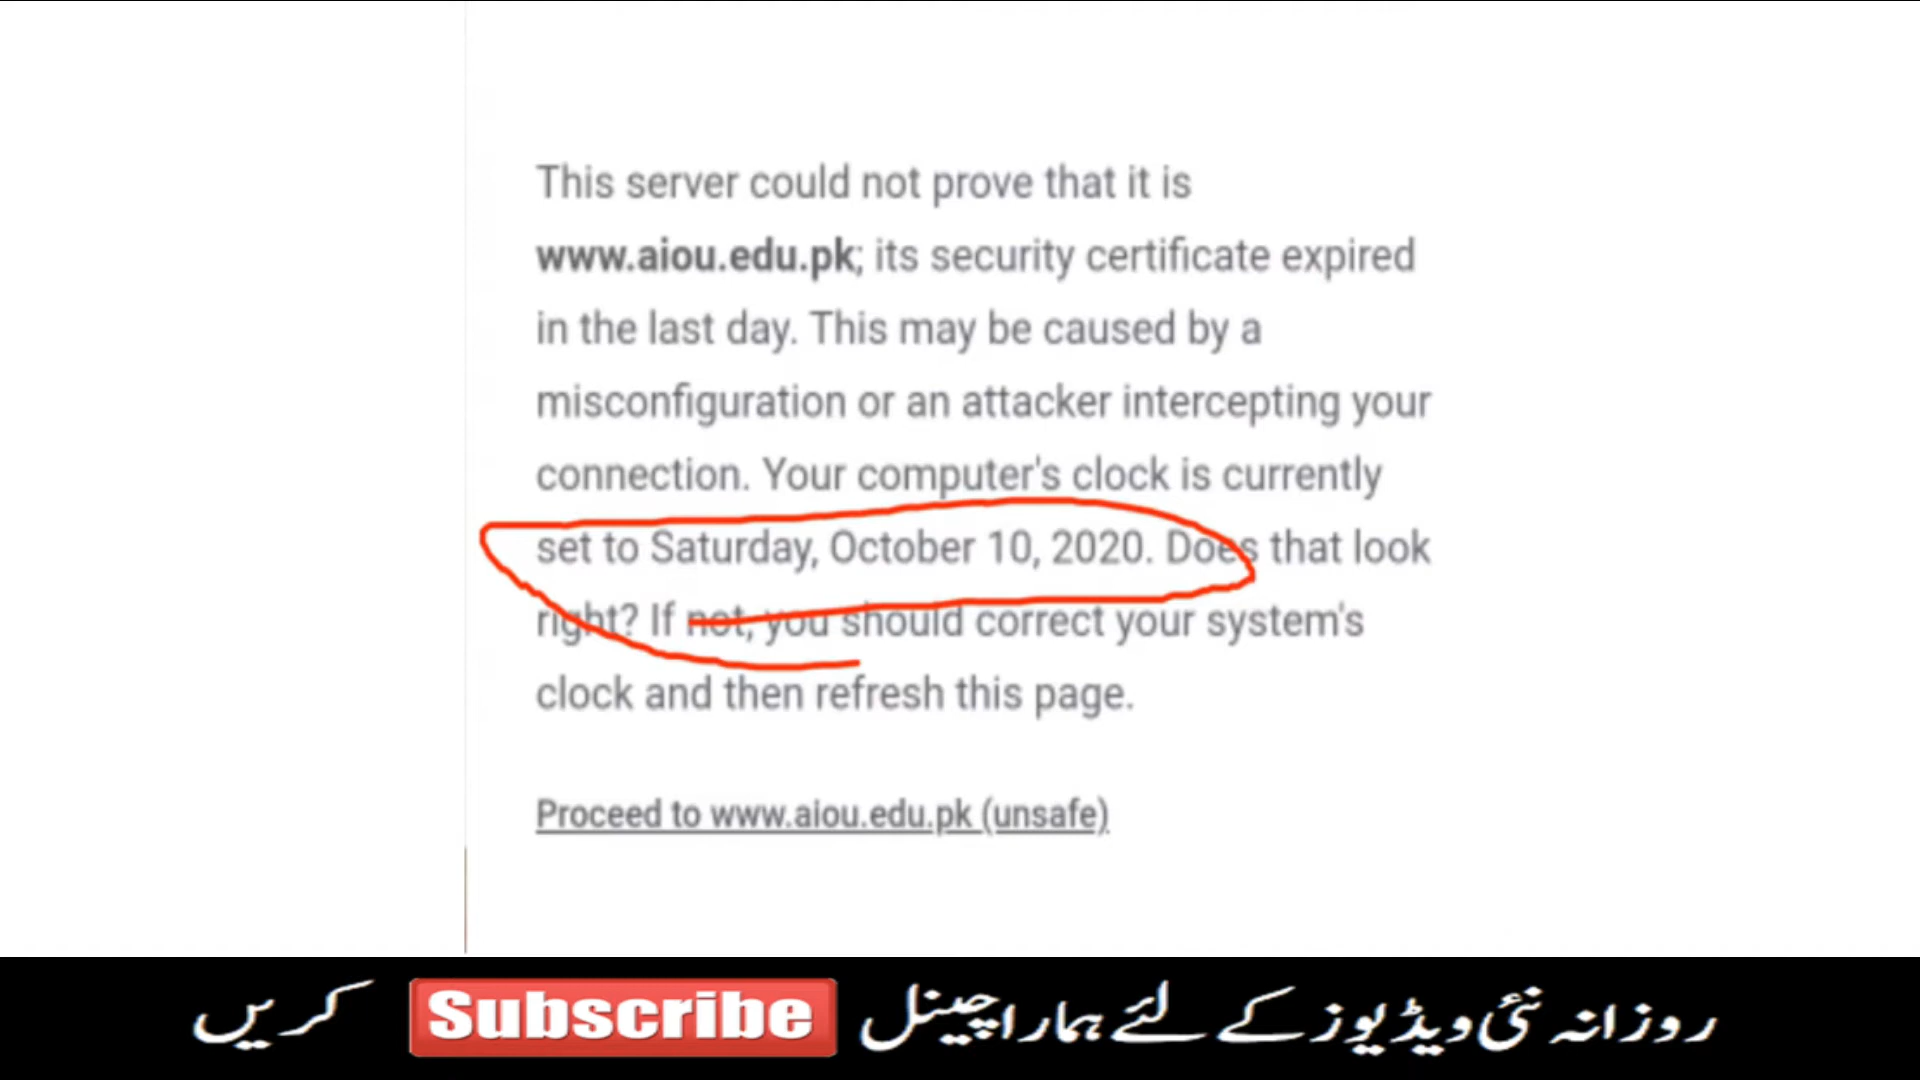 This server could not prove that it is
www.aiou.edu.pk; its security certificate expired
in the last day. This may be caused by a
misconfiguration or an attacker intercepting your
connection. Your computer's clock is currently
set to Saturday, October 10, 2020. Does that look
right? If not, you should correct your system's
clock and then refresh this page.
Proceed to www.aiou.edu.pk (unsafe)
روزانہ نئی ویڈیوز کے لئے ہمارا چینل Subscribe کریں